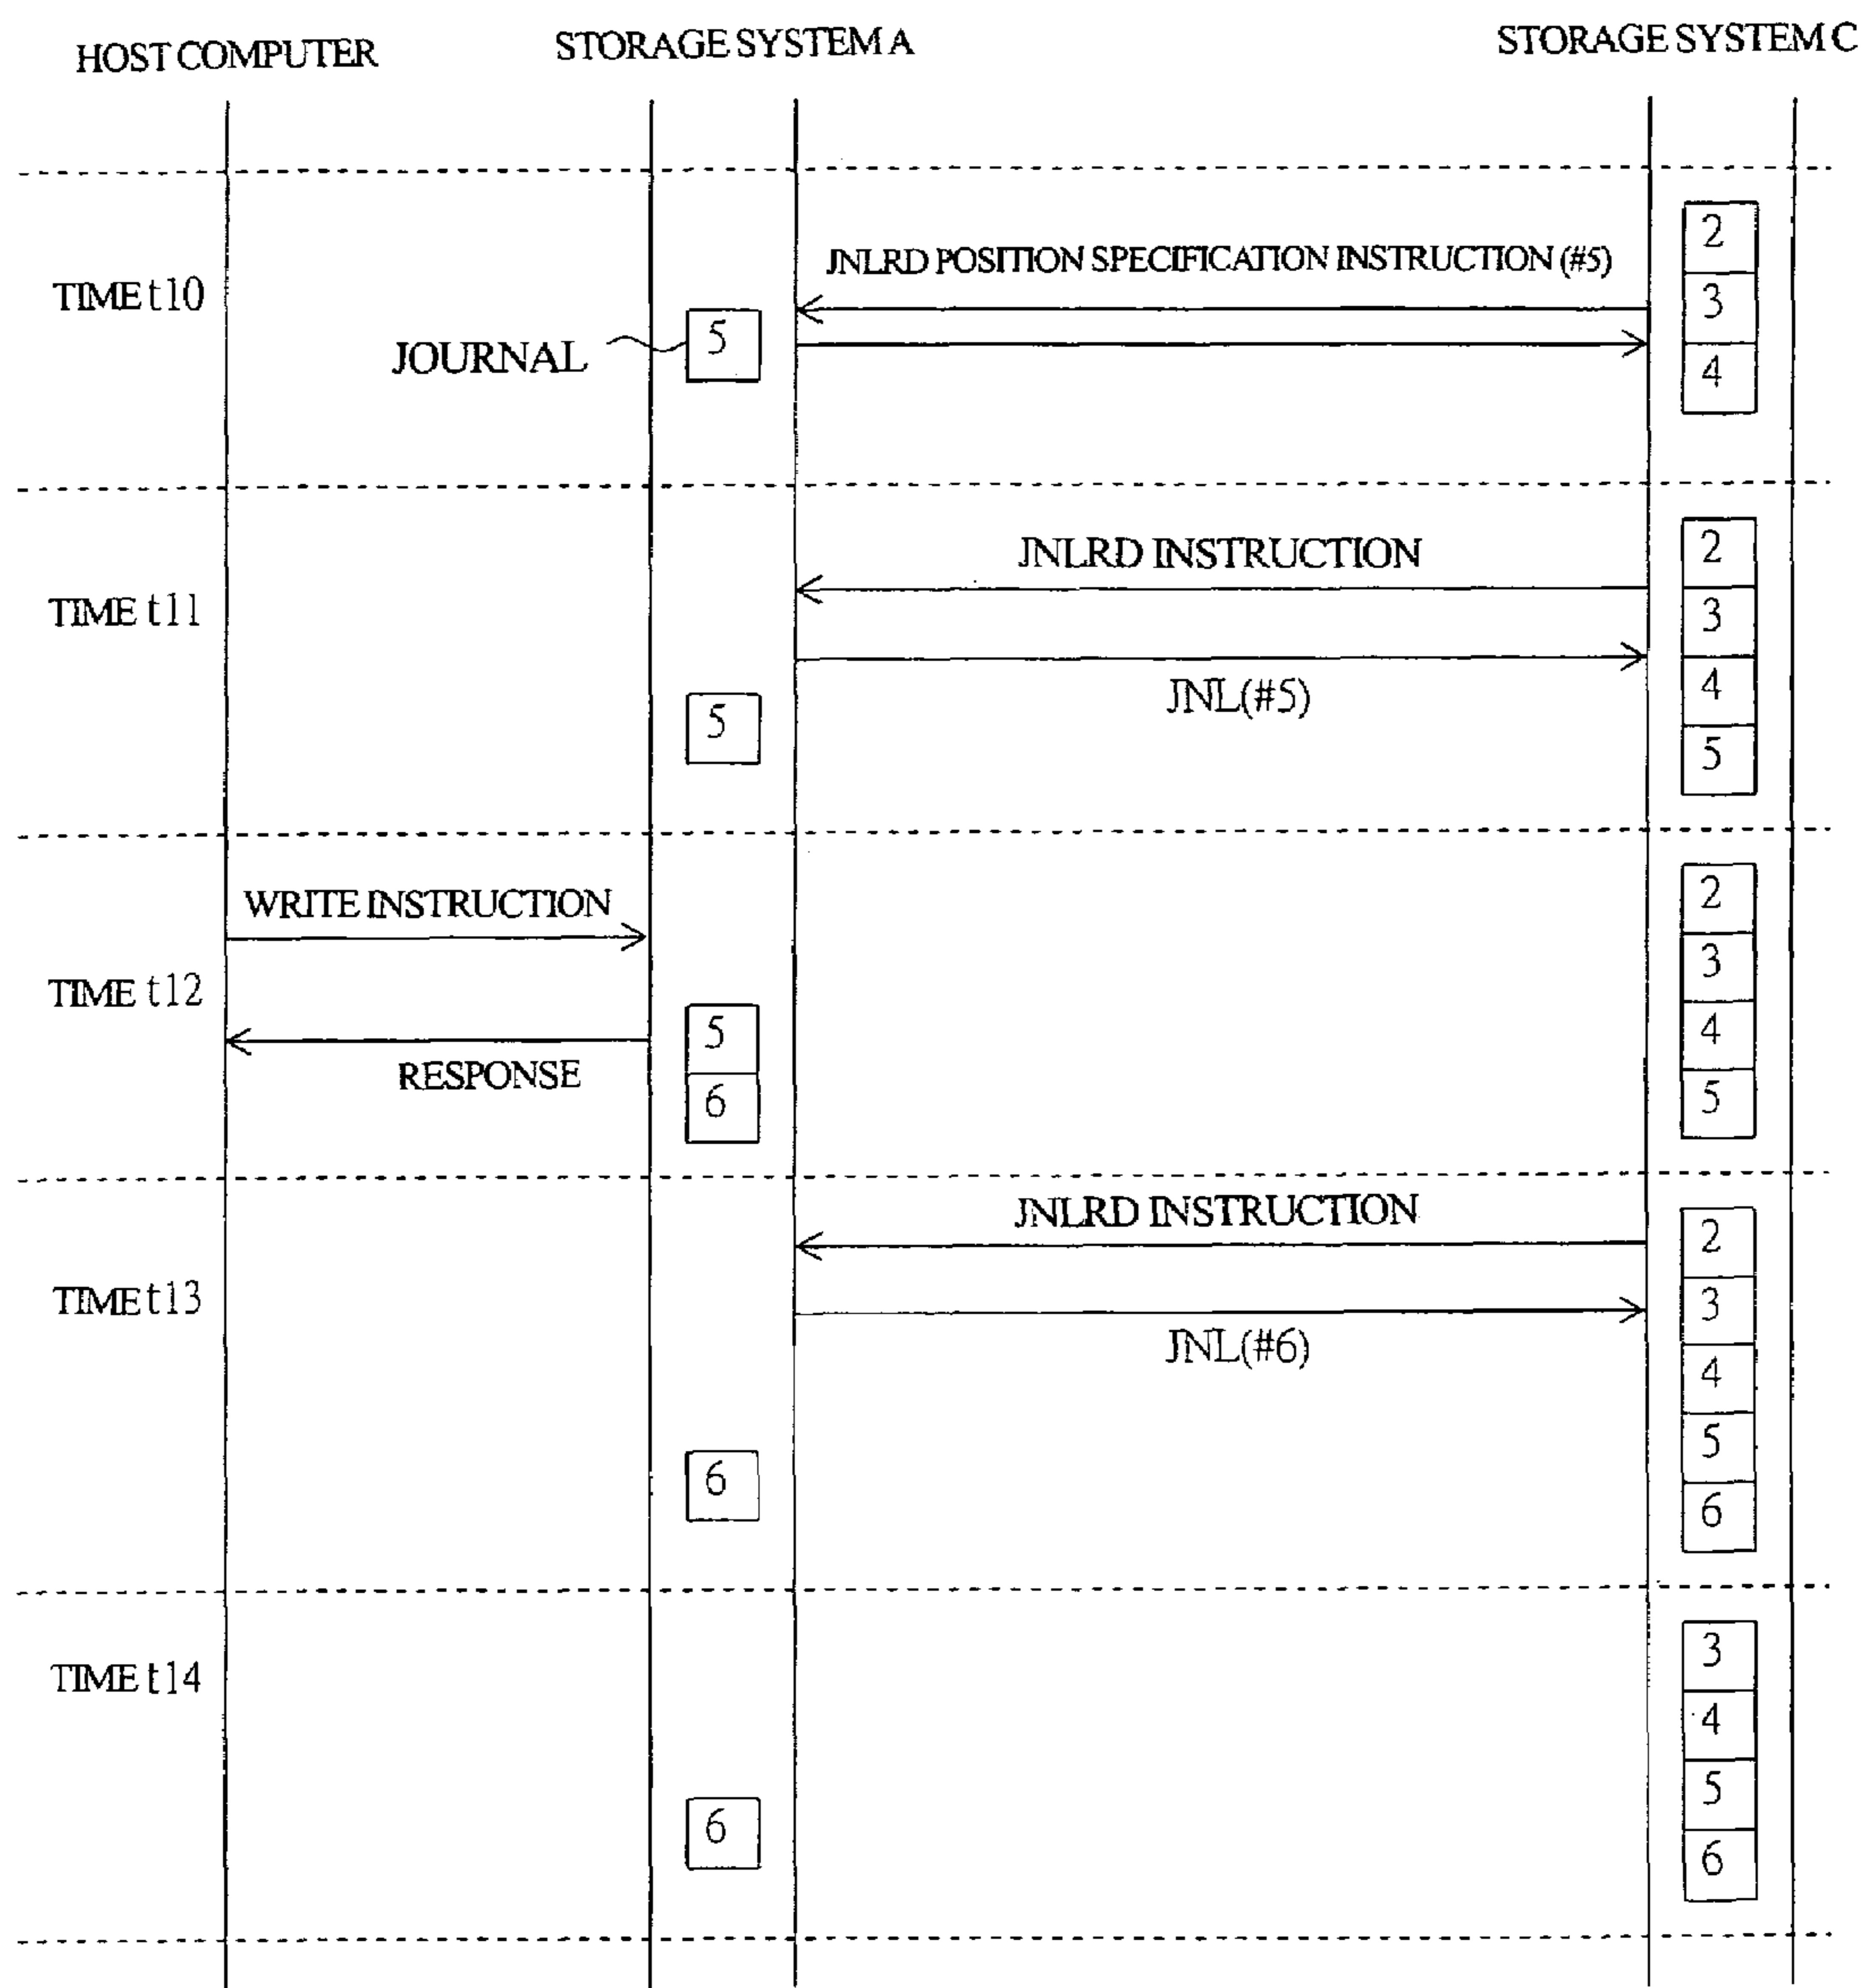 HOST COMPUTER
STORAGE SYSTEM A
STORAGE SYSTEM C
TIME t10
JOURNAL
5
JNLRD POSITION SPECIFICATION INSTRUCTION (#5)
2
3
4
TIME t11
5
JNLRD INSTRUCTION
JNL(#5)
2
3
4
5
TIME t12
WRITE INSTRUCTION
RESPONSE
5
6
2
3
4
5
TIME t13
6
JNLRD INSTRUCTION
JNL(#6)
2
3
4
5
6
TIME t14
6
3
4
5
6